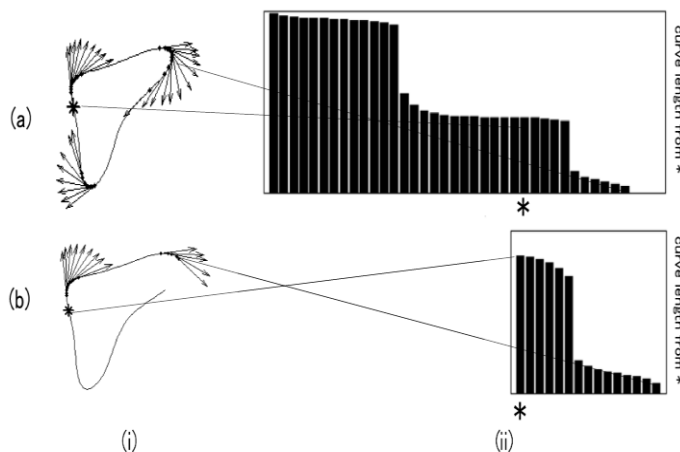 (a)
curve length from *
*
*
(b)
curve length from *
*
*
(i)
(ii)